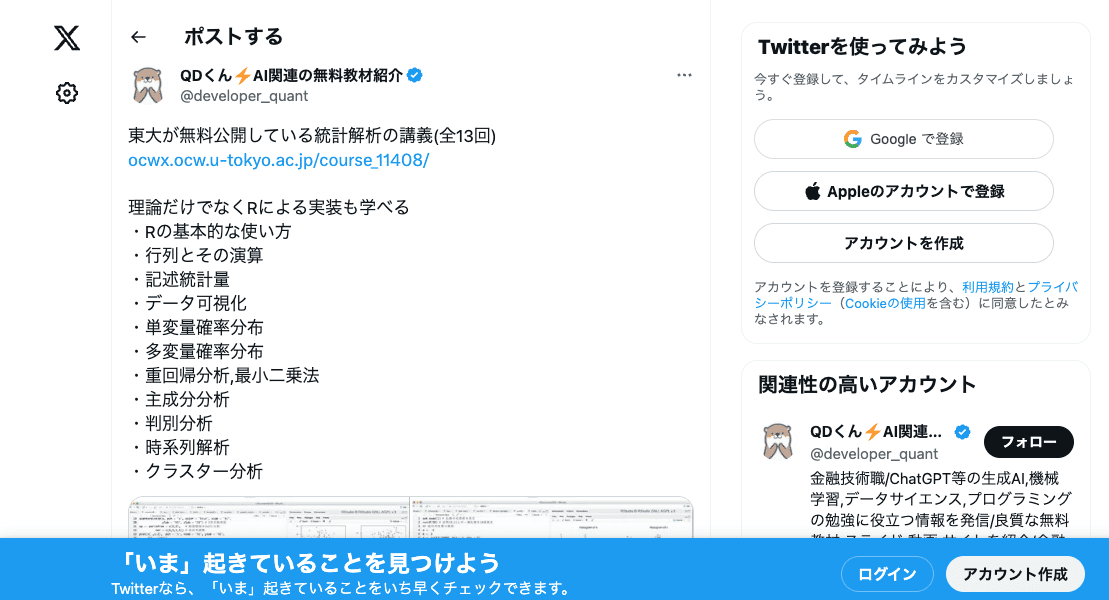 ポストする
QDくん⚡AI関連の無料教材紹介
@developer_quant
東大が無料公開している統計解析の講義(全13回)
ocwx.ocw.u-tokyo.ac.jp/course_11408/
理論だけでなくRによる実装も学べる
・Rの基本的な使い方
・行列とその演算
・記述統計量
・データ可視化
・単変量確率分布
・多変量確率分布
・重回帰分析,最小二乗法
・主成分分析
・判別分析
・時系列解析
・クラスター分析
Twitterを使ってみよう
今すぐ登録して、タイムラインをカスタマイズしましょ
う。
Google で登録
Appleのアカウントで登録
アカウントを作成
アカウントを登録することにより、利用規約とプライバ
シーポリシー（Cookieの使用を含む）に同意したとみ
なされます。
関連性の高いアカウント
QDくん⚡AI関連...
@developer_quant
フォロー
金融技術職/ChatGPT等の生成AI,機械
学習,データサイエンス,プログラミング
の勉強に役立つ情報を発信/良質な無料
「いま」起きていることを見つけよう
Twitterなら、「いま」起きていることをいち早くチェックできます。
ログイン
アカウント作成